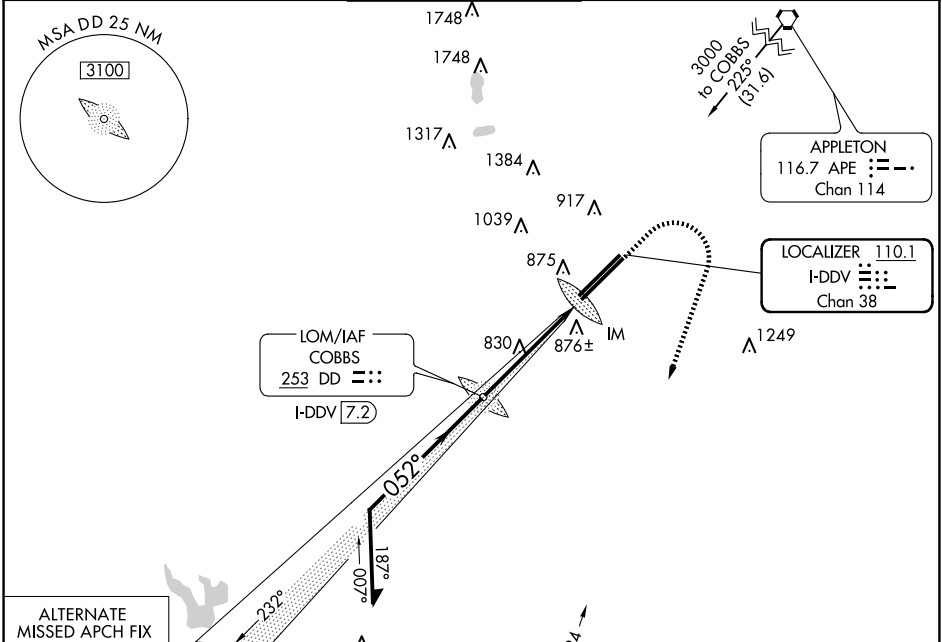 MSA DD 25 NM
3100
1748
1748
1317
1384
917
1039
875
3000
to COBBS
225°
(31.6)
APPLETON
116.7 APE
Chan 114
LOCALIZER 110.1
I-DDV
Chan 38
LOM/IAF
COBBS
253 DD
I-DDV 7.2
830
876±
IM
1249
052°
187°
007°
232°
ALTERNATE
MISSED APCH FIX